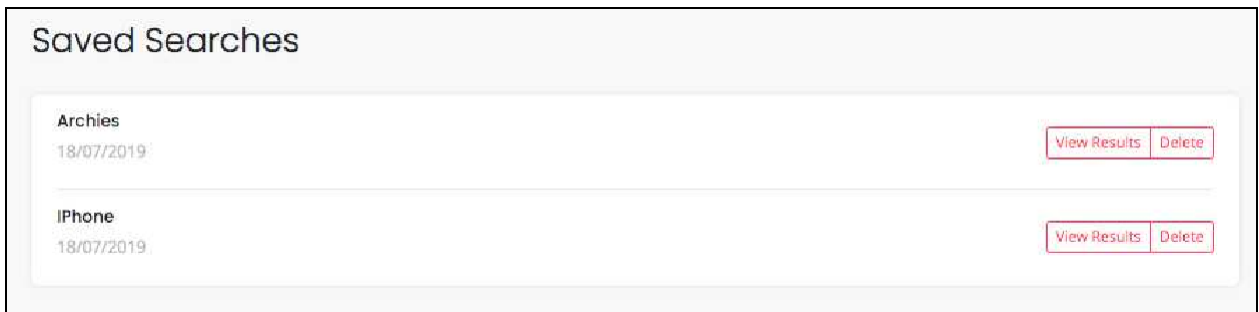 Saved Searches
Archies
18/07/2019
View Results Delete
IPhone
18/07/2019
View Results Delete